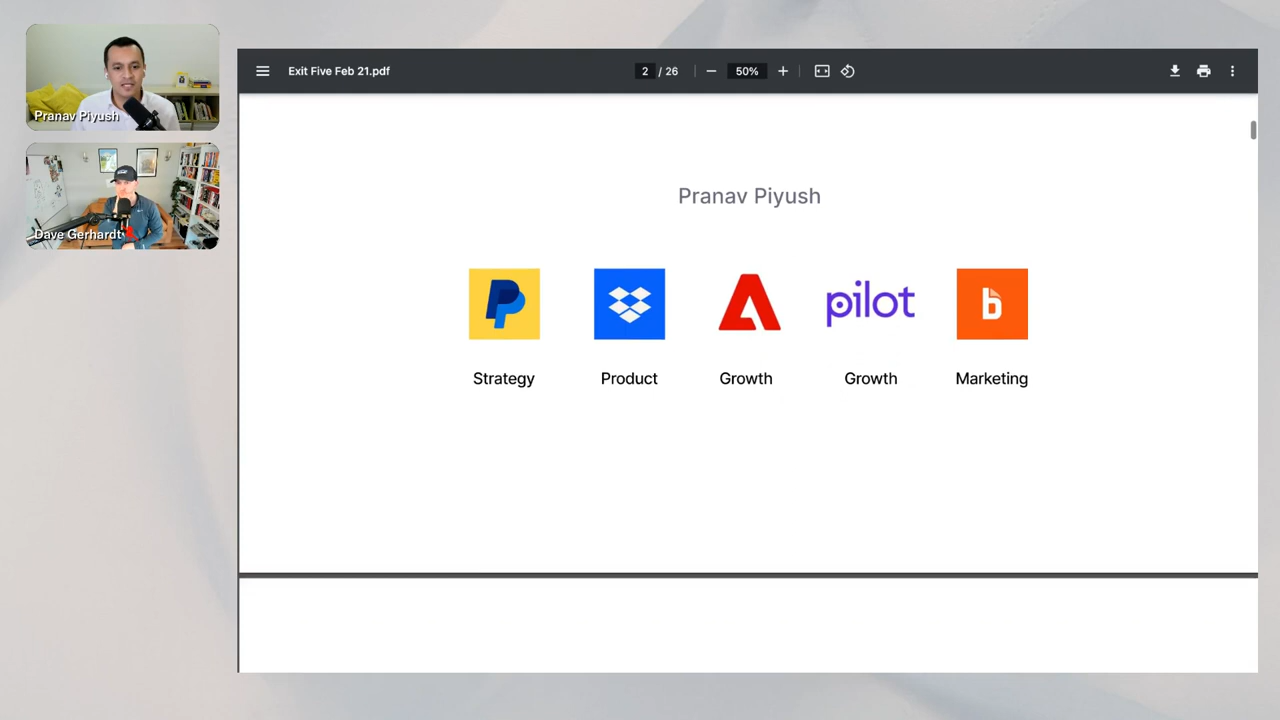 Pranav Piyush
Dave Gerhardt
Exit Five Feb 21.pdf
2 / 26
50%
Pranav Piyush
pilot
b
Strategy
Product
Growth
Growth
Marketing